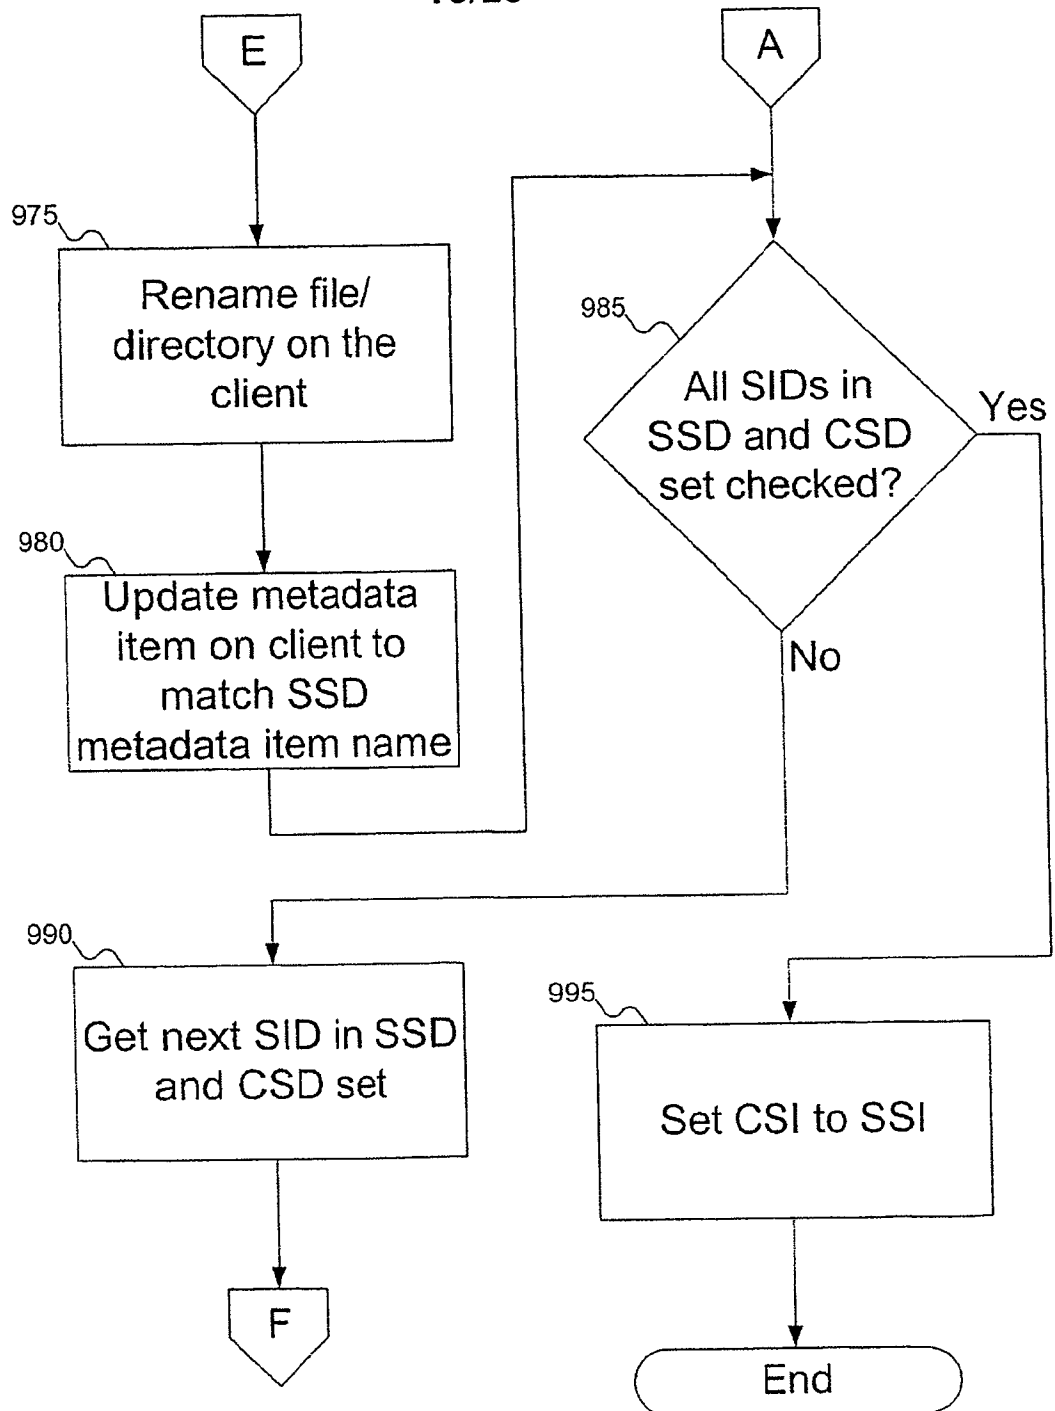 E
A
975
Rename file/
directory on the
client
985
All SIDs in
SSD and CSD
set checked?
Yes
980
Update metadata
item on client to
match SSD
metadata item name
No
990
Get next SID in SSD
and CSD set
995
Set CSI to SSI
F
End